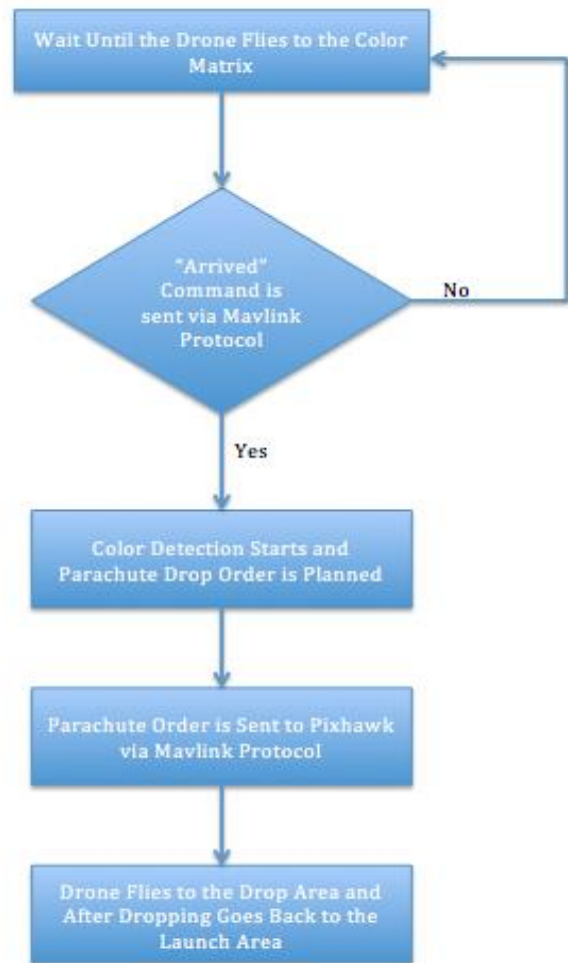 Wait Until the Drone Flies to the Color
Matrix
"Arrived"
Command is
sent via Mavlink
Protocol
No
Yes
Color Detection Starts and
Parachute Drop Order is Planned
Parachute Order is Sent to Pixhawk
via Mavlink Protocol
Drone Flies to the Drop Area and
After Dropping Goes Back to the
Launch Area